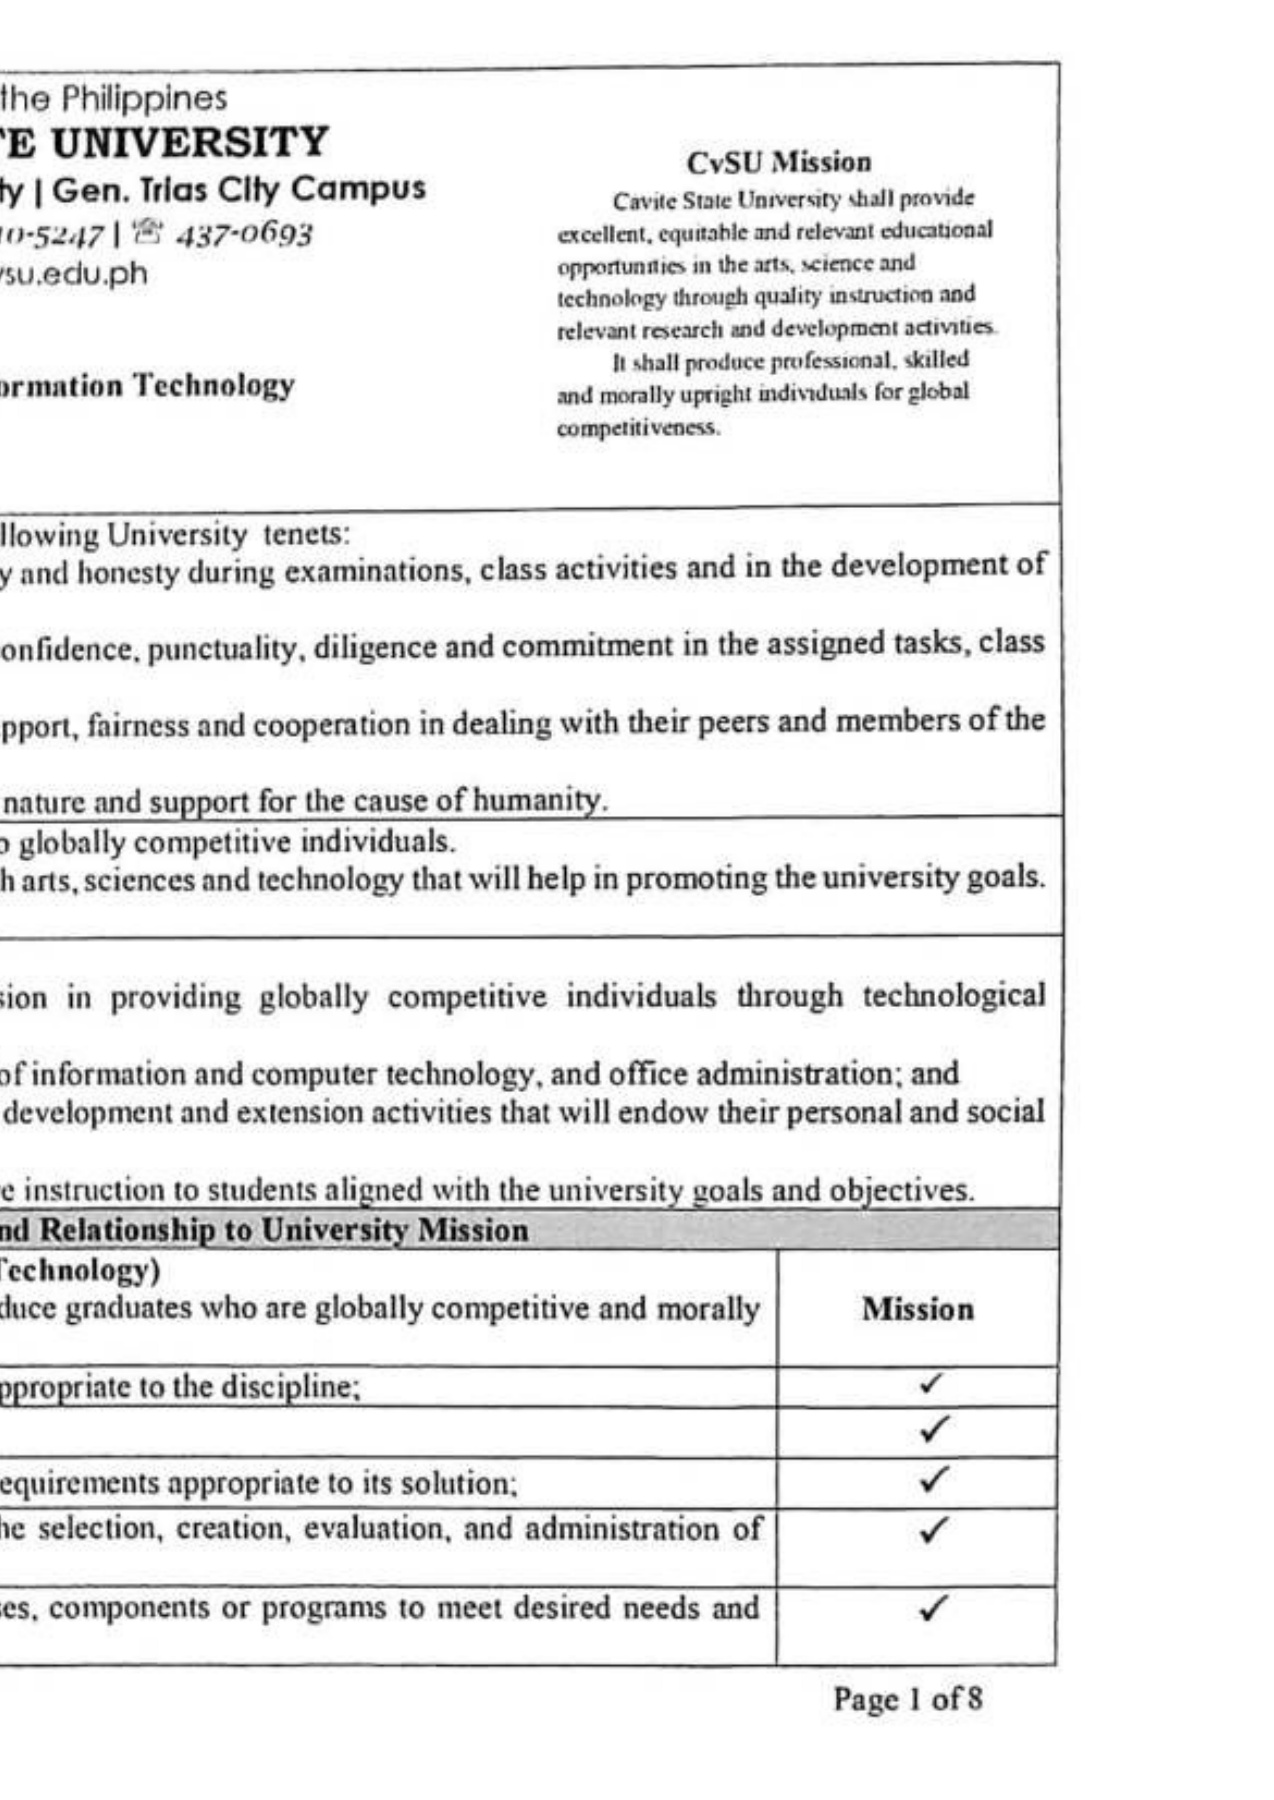 the Philippines
TE UNIVERSITY
ty | Gen. Trias City Campus
10-5247 | ☏ 437-0693
vsu.edu.ph
ormation Technology
CvSU Mission
Cavite State University shall provide
excellent, equitable and relevant educational
opportunities in the arts, science and
technology through quality instruction and
relevant research and development activities.
It shall produce professional, skilled
and morally upright individuals for global
competitiveness.
llowing University tenets:
y and honesty during examinations, class activities and in the development of
onfidence, punctuality, diligence and commitment in the assigned tasks, class
pport, fairness and cooperation in dealing with their peers and members of the
nature and support for the cause of humanity.
o globally competitive individuals.
h arts, sciences and technology that will help in promoting the university goals.
sion in providing globally competitive individuals through technological
of information and computer technology, and office administration; and
development and extension activities that will endow their personal and social
e instruction to students aligned with the university goals and objectives.
nd Relationship to University Mission
Technology)
duce graduates who are globally competitive and morally
Mission
ppropriate to the discipline; ✓
✓
equirements appropriate to its solution; ✓
he selection, creation, evaluation, and administration of ✓
ses, components or programs to meet desired needs and ✓
Page 1 of 8